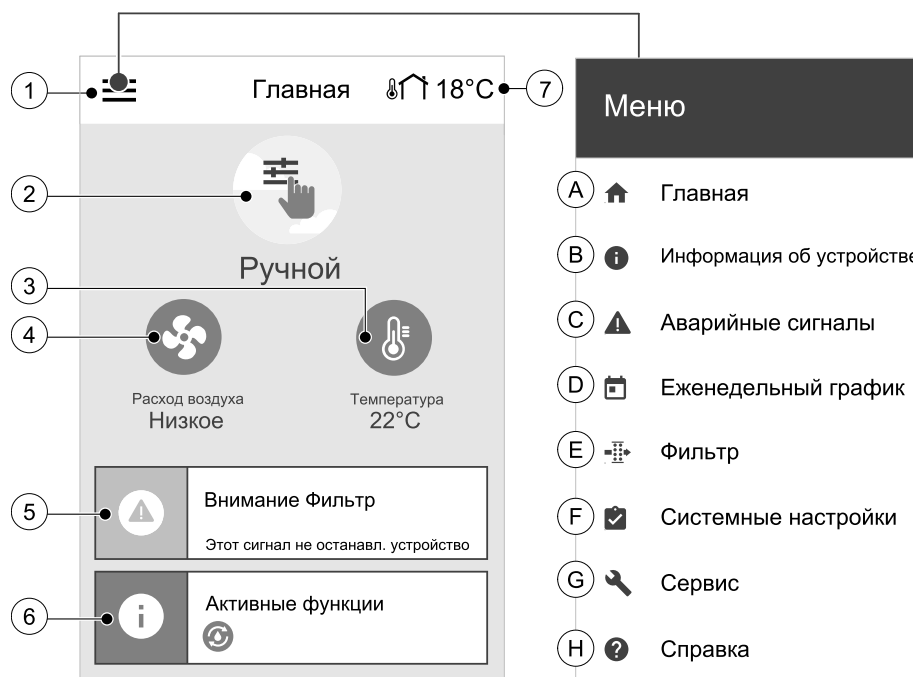 1
Главная
18°C
7
Меню
2
Ручной
3
4
Расход воздуха
Низкое
Температура
22°C
5
Внимание Фильтр
Этот сигнал не останавл. устройство
6
Активные функции
A
Главная
B
Информация об устройстве
C
Аварийные сигналы
D
Еженедельный график
E
Фильтр
F
Системные настройки
G
Сервис
H
Справка